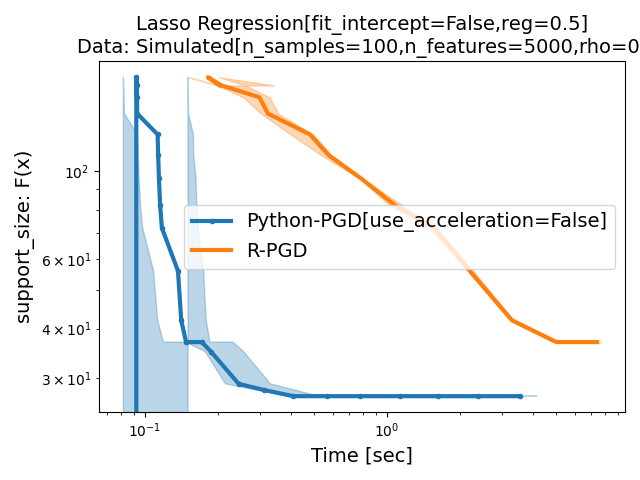 Lasso Regression[fit_intercept=False,reg=0.5]
Data: Simulated[n_samples=100,n_features=5000,rho=0
support_size: F(x)
10²
6 × 10¹
4 × 10¹
3 × 10¹
Python-PGD[use_acceleration=False]
R-PGD
10⁻¹
10⁰
Time [sec]